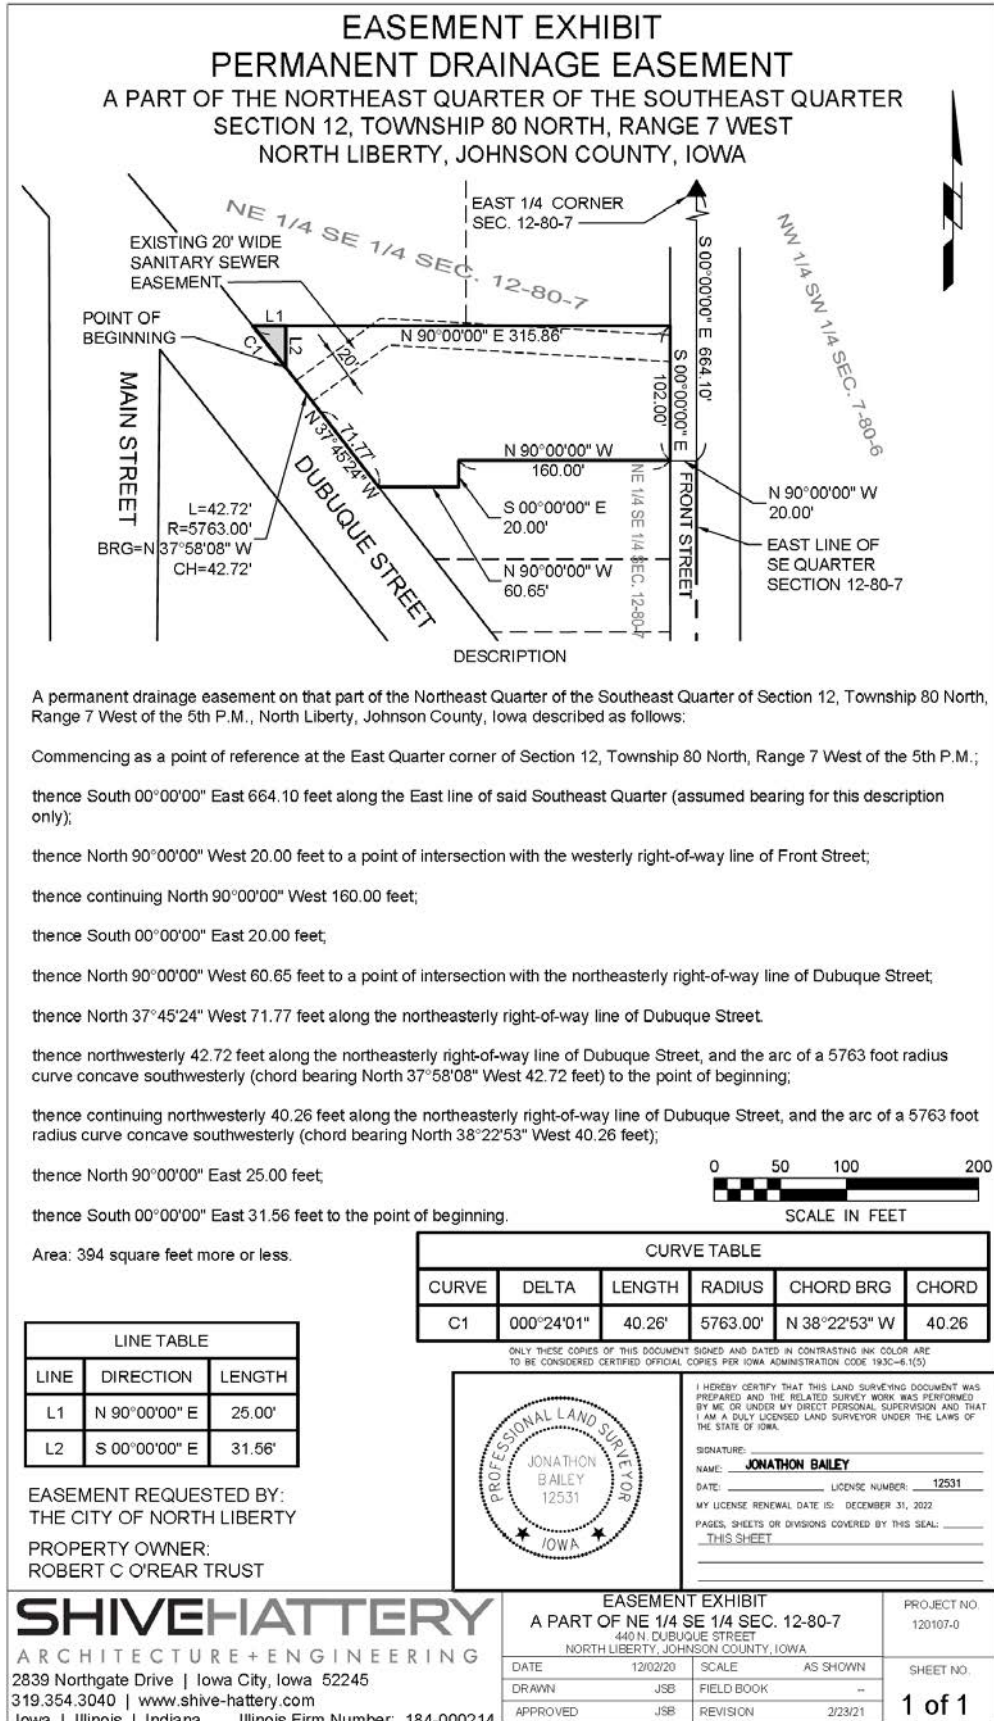 EASEMENT EXHIBIT
PERMANENT DRAINAGE EASEMENT
A PART OF THE NORTHEAST QUARTER OF THE SOUTHEAST QUARTER
SECTION 12, TOWNSHIP 80 NORTH, RANGE 7 WEST
NORTH LIBERTY, JOHNSON COUNTY, IOWA
NE 1/4 SE 1/4 SEC. 12-80-7
EAST 1/4 CORNER
SEC. 12-80-7
NW 1/4 SW 1/4 SEC. 7-80-6
EXISTING 20' WIDE
SANITARY SEWER
EASEMENT
S 00°00'00" E 664.10'
POINT OF
BEGINNING
L1
C1
L2
20'
N 90°00'00" E 315.86'
S 00°00'00" E
102.00'
MAIN STREET
71.77'
N 37°45'24" W
DUBUQUE STREET
N 90°00'00" W
160.00'
NE 1/4 SE 1/4 SEC. 12-80-7
FRONT STREET
N 90°00'00" W
20.00'
L=42.72'
R=5763.00'
BRG=N 37°58'08" W
CH=42.72'
S 00°00'00" E
20.00'
EAST LINE OF
SE QUARTER
SECTION 12-80-7
N 90°00'00" W
60.65'
DESCRIPTION
A permanent drainage easement on that part of the Northeast Quarter of the Southeast Quarter of Section 12, Township 80 North,
Range 7 West of the 5th P.M., North Liberty, Johnson County, Iowa described as follows:
Commencing as a point of reference at the East Quarter corner of Section 12, Township 80 North, Range 7 West of the 5th P.M.;
thence South 00°00'00" East 664.10 feet along the East line of said Southeast Quarter (assumed bearing for this description
only);
thence North 90°00'00" West 20.00 feet to a point of intersection with the westerly right-of-way line of Front Street;
thence continuing North 90°00'00" West 160.00 feet;
thence South 00°00'00" East 20.00 feet;
thence North 90°00'00" West 60.65 feet to a point of intersection with the northeasterly right-of-way line of Dubuque Street;
thence North 37°45'24" West 71.77 feet along the northeasterly right-of-way line of Dubuque Street.
thence northwesterly 42.72 feet along the northeasterly right-of-way line of Dubuque Street, and the arc of a 5763 foot radius
curve concave southwesterly (chord bearing North 37°58'08" West 42.72 feet) to the point of beginning;
thence continuing northwesterly 40.26 feet along the northeasterly right-of-way line of Dubuque Street, and the arc of a 5763 foot
radius curve concave southwesterly (chord bearing North 38°22'53" West 40.26 feet);
thence North 90°00'00" East 25.00 feet;
thence South 00°00'00" East 31.56 feet to the point of beginning.
Area: 394 square feet more or less.
0 50 100 200
SCALE IN FEET
CURVE TABLE
CURVE DELTA LENGTH RADIUS CHORD BRG CHORD
C1 000°24'01" 40.26' 5763.00' N 38°22'53" W 40.26
LINE TABLE
LINE DIRECTION LENGTH
L1 N 90°00'00" E 25.00'
L2 S 00°00'00" E 31.56'
ONLY THESE COPIES OF THIS DOCUMENT SIGNED AND DATED IN CONTRASTING INK COLOR ARE
TO BE CONSIDERED CERTIFIED OFFICIAL COPIES PER IOWA ADMINISTRATION CODE 193C-6.1(5)
PROFESSIONAL LAND SURVEYOR
JONATHON
BAILEY
12531
IOWA
I HEREBY CERTIFY THAT THIS LAND SURVEYING DOCUMENT WAS
PREPARED AND THE RELATED SURVEY WORK WAS PERFORMED
BY ME OR UNDER MY DIRECT PERSONAL SUPERVISION AND THAT
I AM A DULY LICENSED LAND SURVEYOR UNDER THE LAWS OF
THE STATE OF IOWA.
SIGNATURE:
NAME: JONATHON BAILEY
DATE: LICENSE NUMBER: 12531
MY LICENSE RENEWAL DATE IS: DECEMBER 31, 2022
PAGES, SHEETS OR DIVISIONS COVERED BY THIS SEAL:
THIS SHEET
EASEMENT REQUESTED BY:
THE CITY OF NORTH LIBERTY
PROPERTY OWNER:
ROBERT C O'REAR TRUST
SHIVEHATTERY
ARCHITECTURE+ENGINEERING
2839 Northgate Drive | Iowa City, Iowa 52245
319.354.3040 | www.shive-hattery.com
Iowa | Illinois | Indiana Illinois Firm Number: 184-000214
EASEMENT EXHIBIT
A PART OF NE 1/4 SE 1/4 SEC. 12-80-7
440 N. DUBUQUE STREET
NORTH LIBERTY, JOHNSON COUNTY, IOWA
DATE 12/02/20 SCALE AS SHOWN
DRAWN JSB FIELD BOOK --
APPROVED JSB REVISION 2/23/21
PROJECT NO.
120107-0
SHEET NO.
1 of 1